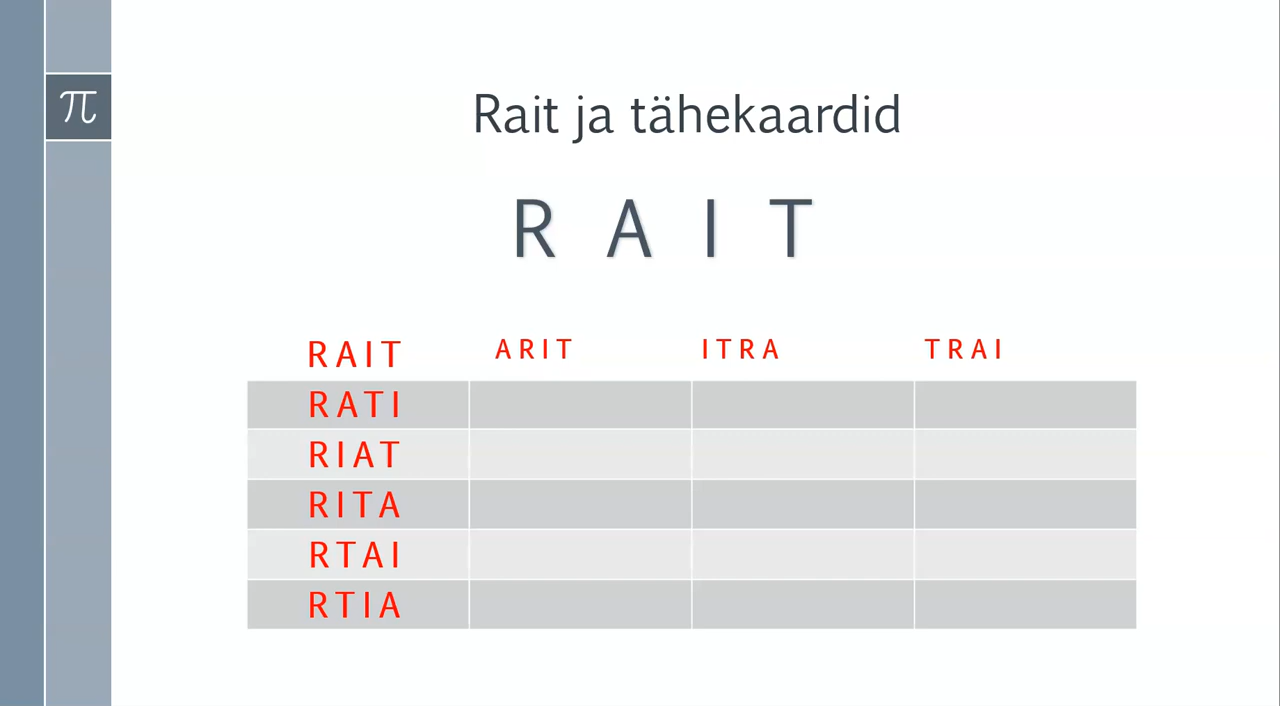 π
Rait ja tähekaardid
R A I T
RAIT ARIT ITRA TRAI
RATI
RIAT
RITA
RTAI
RTIA